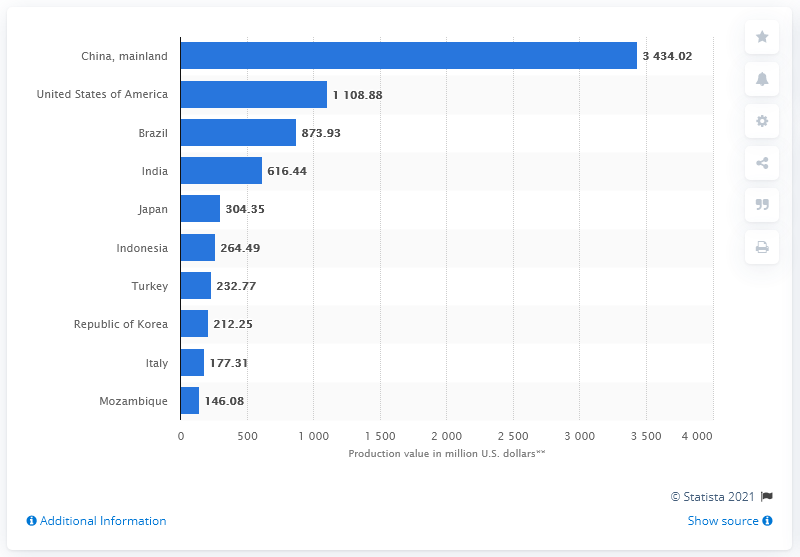 China, mainland 3 434.02
United States of America 1 108.88
Brazil 873.93
India 616.44
Japan 304.35
Indonesia 264.49
Turkey 232.77
Republic of Korea 212.25
Italy 177.31
Mozambique 146.08
0 500 1 000 1 500 2 000 2 500 3 000 3 500 4 000
Production value in million U.S. dollars**
© Statista 2021
Additional Information
Show source